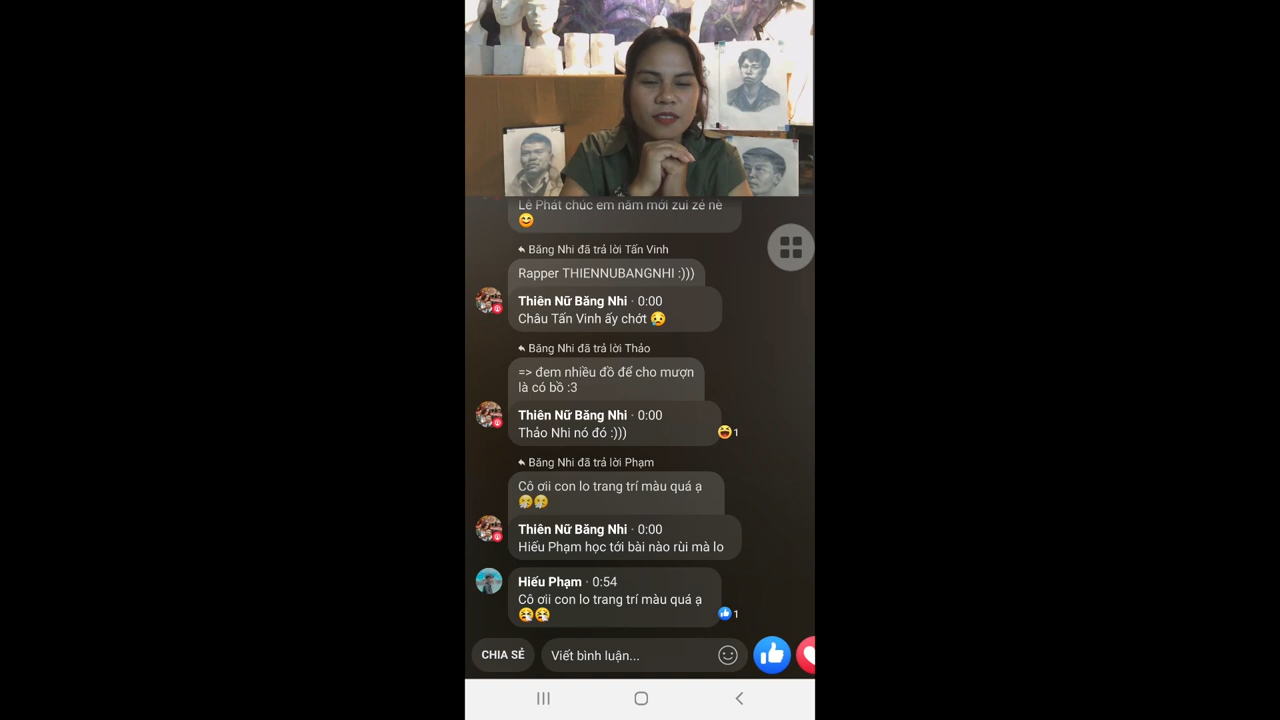 Lê Phát chúc em năm mới zui zẻ nè
😊
Băng Nhi đã trả lời Tấn Vinh
Rapper THIENNUBANGNHI :)))
Thiên Nữ Băng Nhi · 0:00
Châu Tấn Vinh ấy chớt 😥
Băng Nhi đã trả lời Thảo
=> đem nhiều đồ để cho mượn
là có bồ :3
Thiên Nữ Băng Nhi · 0:00
Thảo Nhi nó đó :)))
😆 1
Băng Nhi đã trả lời Phạm
Cô ơii con lo trang trí màu quá ạ
😢😢
Thiên Nữ Băng Nhi · 0:00
Hiếu Phạm học tới bài nào rùi mà lo
Hiếu Phạm · 0:54
Cô ơii con lo trang trí màu quá ạ
😢😢
👍 1
CHIA SẺ
Viết bình luận...